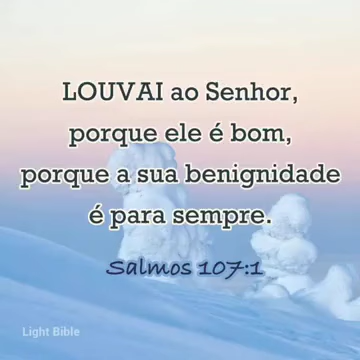 LOUVAI ao Senhor,
porque ele é bom,
porque a sua benignidade
é para sempre.
Salmos 107:1
Light Bible